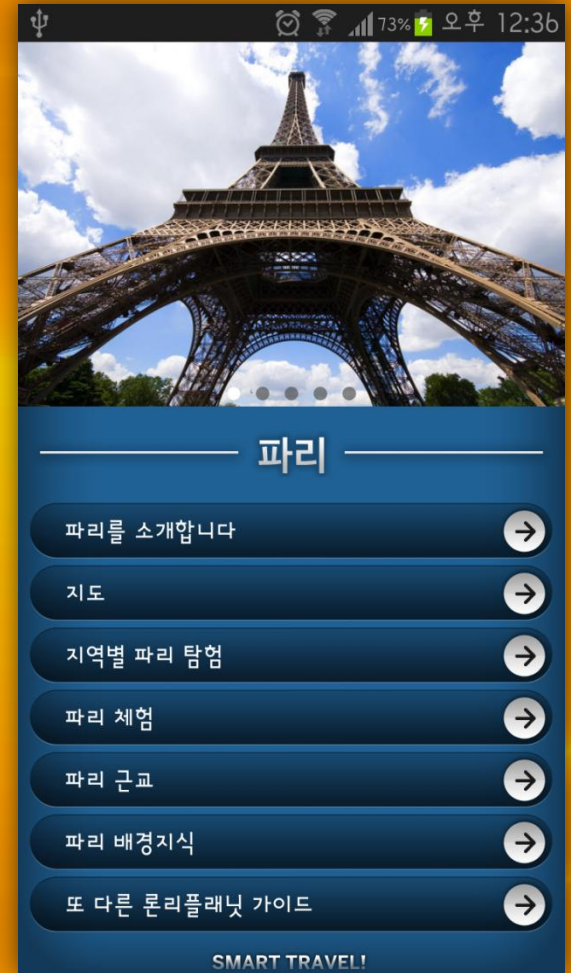 73% 오후 12:36
파리
파리를 소개합니다
지도
지역별 파리 탐험
파리 체험
파리 근교
파리 배경지식
또 다른 론리플래닛 가이드
SMART TRAVEL!